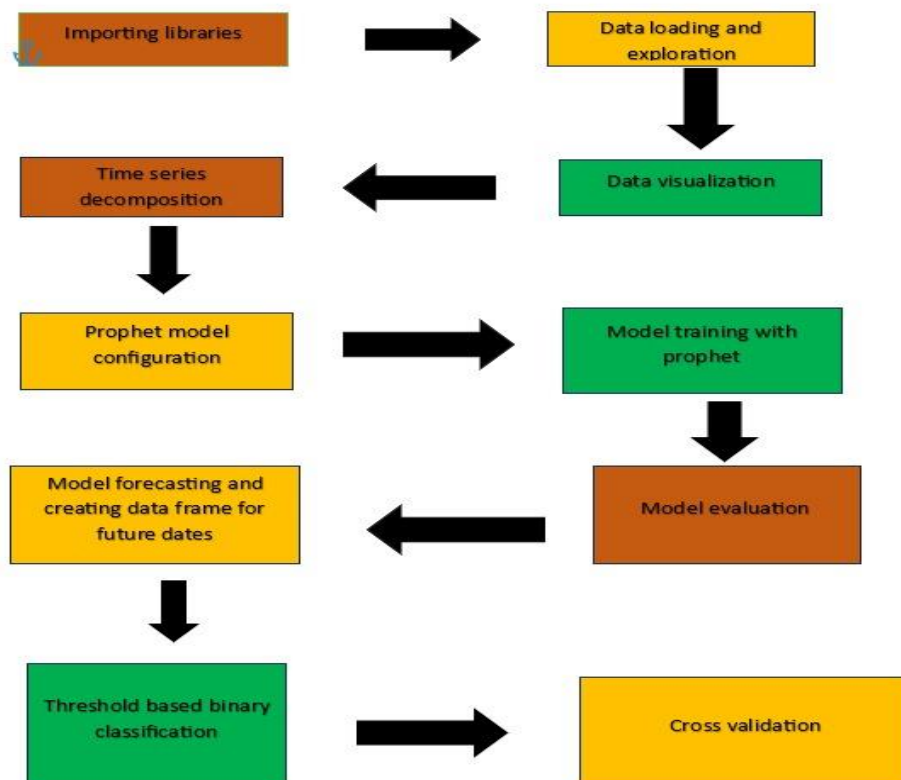 Importing libraries
Data loading and
exploration
Time series
decomposition
Data visualization
Prophet model
configuration
Model training with
prophet
Model forecasting and
creating data frame for
future dates
Model evaluation
Threshold based binary
classification
Cross validation